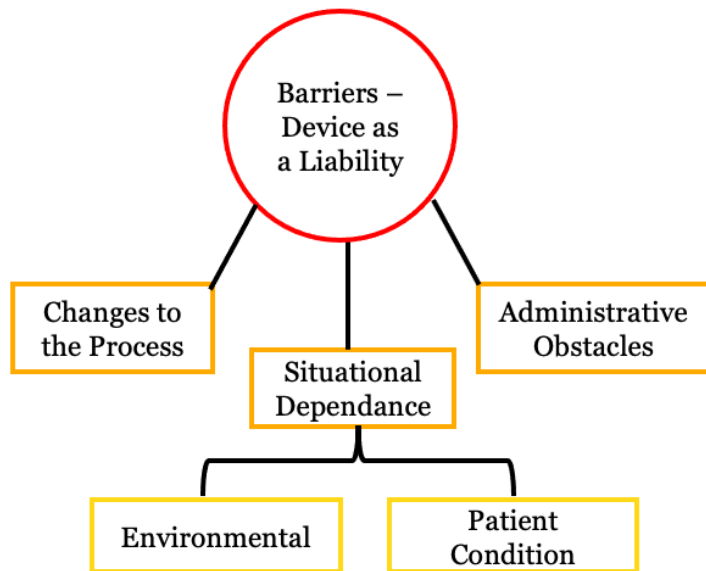 Barriers –
Device as
a Liability
Changes to
the Process
Administrative
Obstacles
Situational
Dependance
Environmental
Patient
Condition